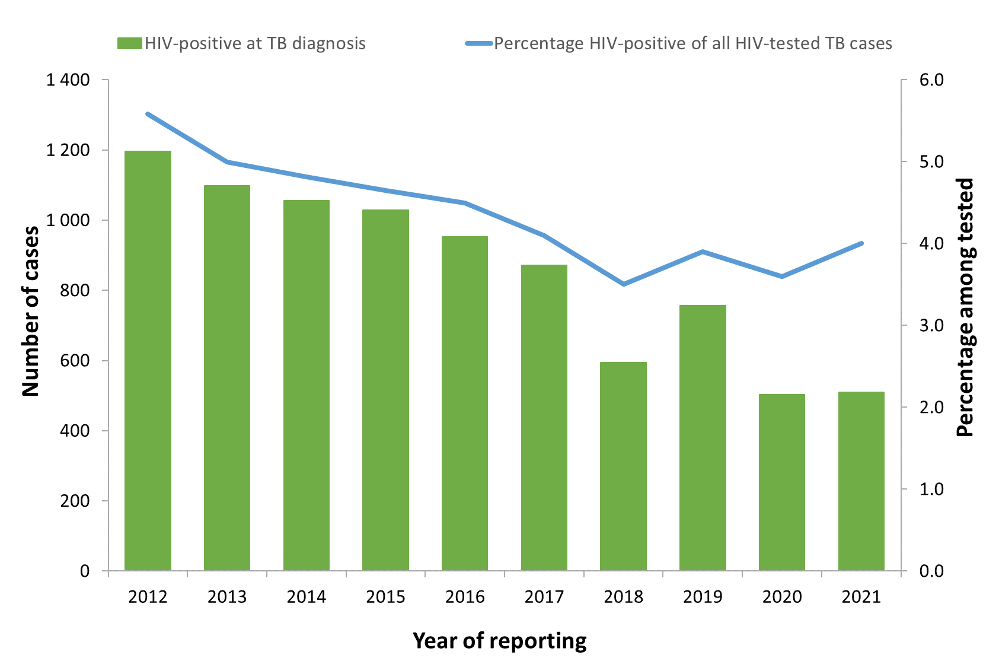 HIV-positive at TB diagnosis
Percentage HIV-positive of all HIV-tested TB cases
Number of cases
1 400
1 200
1 000
800
600
400
200
0
6.0
5.0
4.0
3.0
2.0
1.0
0.0
Percentage among tested
2012 2013 2014 2015 2016 2017 2018 2019 2020 2021
Year of reporting